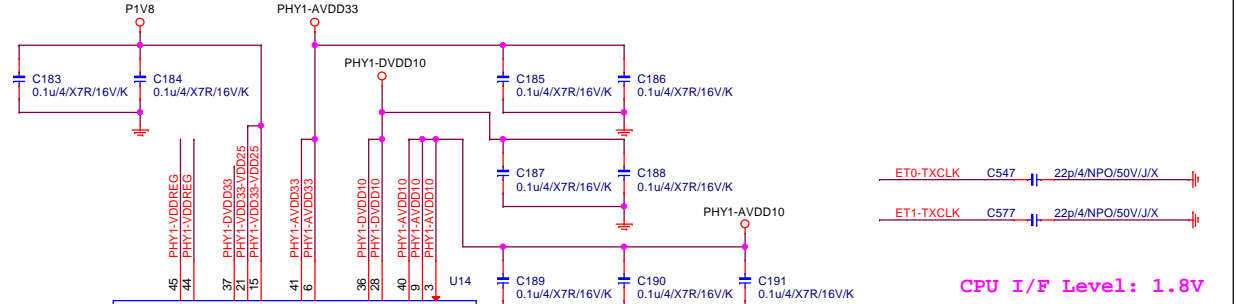 P1V8
PHY1-AVDD33
PHY1-DVDD10
C183
0.1u/4/X7R/16V/K
C184
0.1u/4/X7R/16V/K
C185
0.1u/4/X7R/16V/K
C186
0.1u/4/X7R/16V/K
PHY1-VDDREG
PHY1-VDDREG
PHY1-DVDD33
PHY1-VDD33-VDD25
PHY1-VDD33-VDD25
PHY1-AVDD33
PHY1-AVDD33
PHY1-DVDD10
PHY1-DVDD10
PHY1-AVDD10
PHY1-AVDD10
PHY1-AVDD10
C187
0.1u/4/X7R/16V/K
C188
0.1u/4/X7R/16V/K
ET0-TXCLK C547 22p/4/NPO/50V/J/X
ET1-TXCLK C577 22p/4/NPO/50V/J/X
PHY1-AVDD10
45
44
37
21
15
41
6
36
28
40
9
3
U14
C189
0.1u/4/X7R/16V/K
C190
0.1u/4/X7R/16V/K
C191
0.1u/4/X7R/16V/K
CPU I/F Level: 1.8V